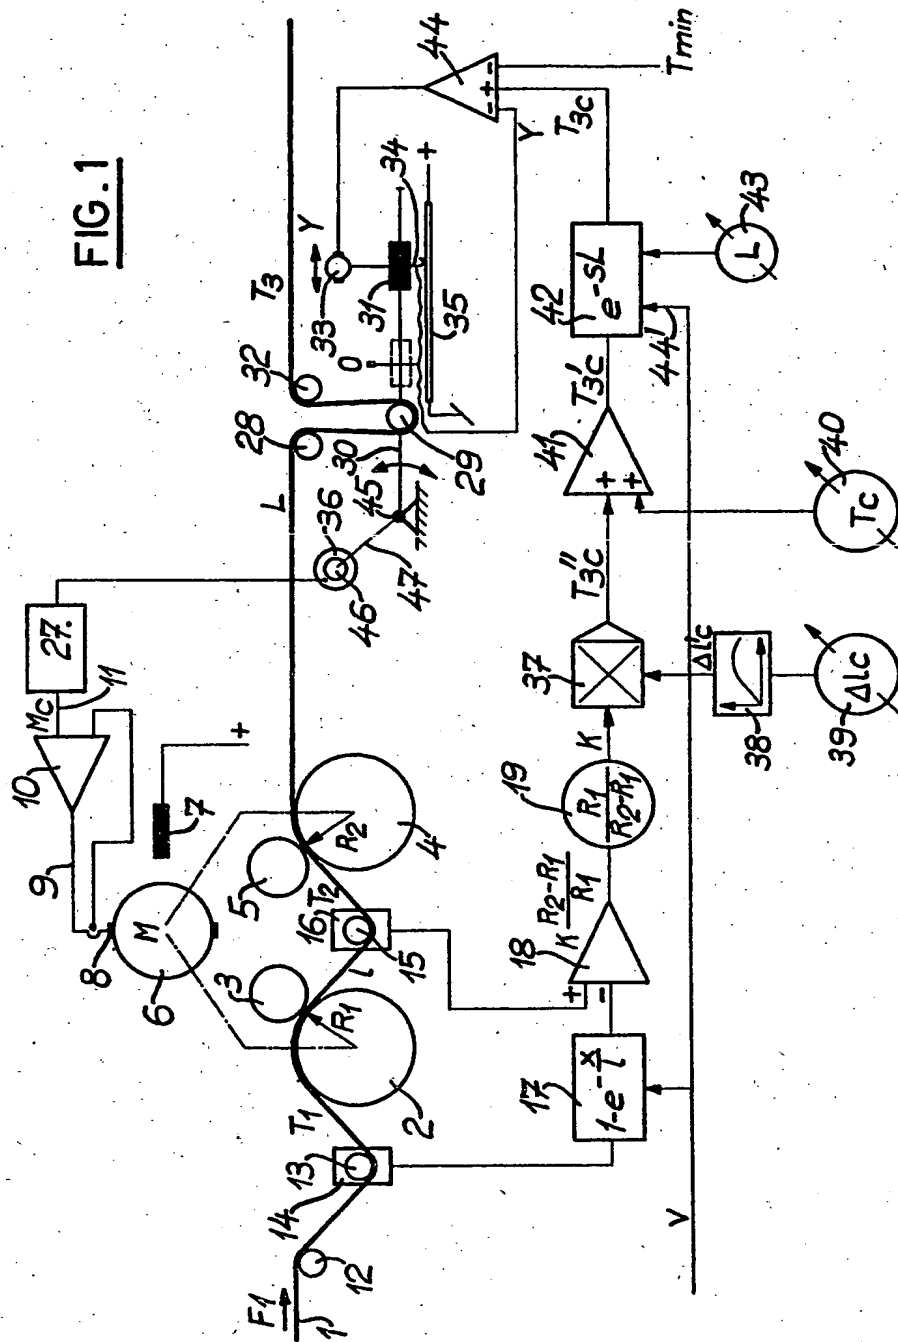 FIG.1
F1
1
12
14
13
T1
2
R1
3
l
16
15
T2
5
R2
4
6
M
8
9
7
+
10
Mc
11
27.
L
36
46
47
45
30
28
29
32
T3
O
33
Y
31
34
35
+
44
- + -
Y
T3c
Tmin
V
17
1-e^-x/l
+
-
18
K R2-R1/R1
19
R1/R2-R1
K
37
Δl'c
38
39
Δlc
T''3c
41
+
+
40
Tc
T'3c
42
e^-sL
44'
43
L